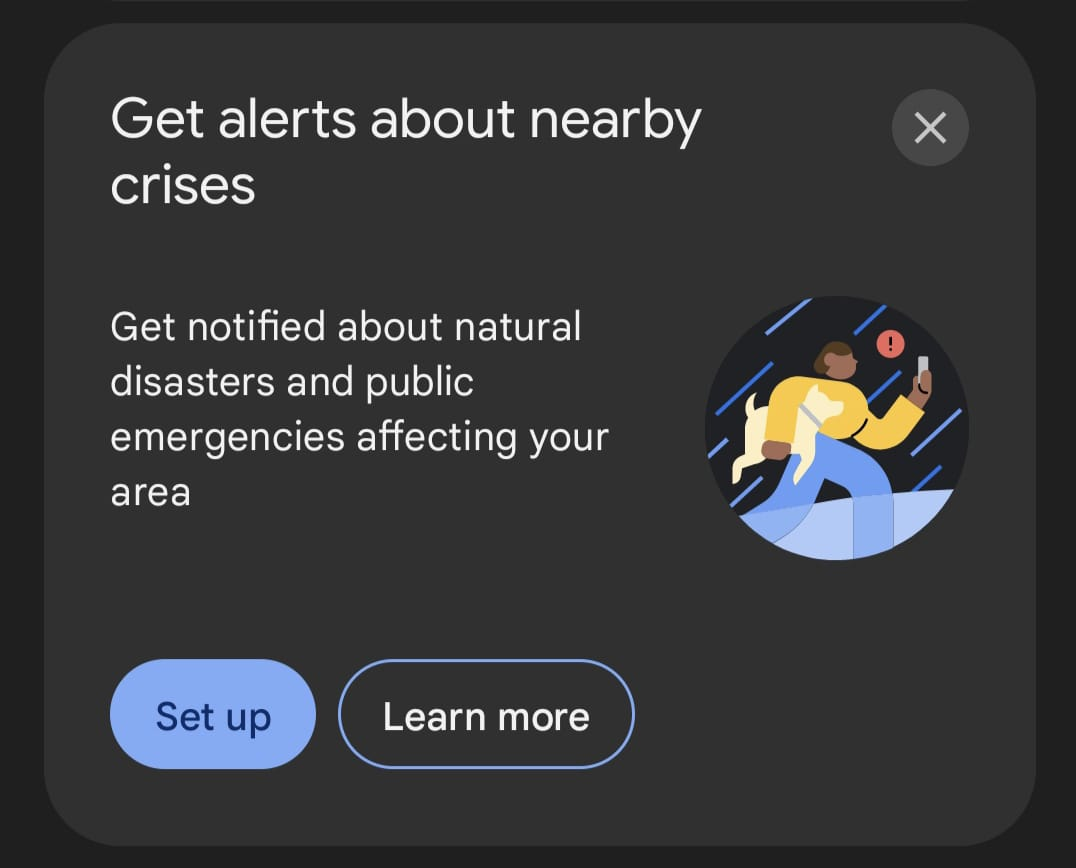 Get alerts about nearby
crises
Get notified about natural
disasters and public
emergencies affecting your
area
Set up
Learn more